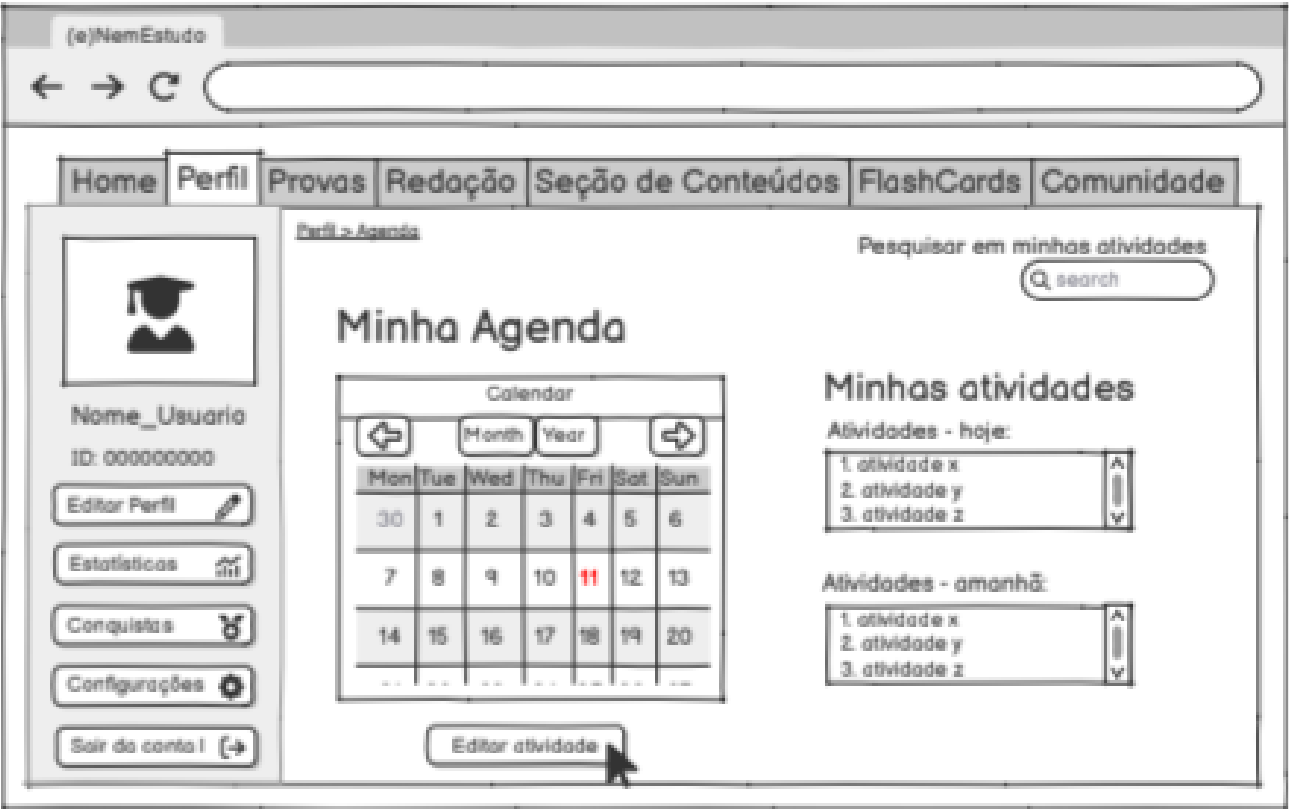 (e)NemEstudo
Home Perfil Provas Redação Seção de Conteúdos FlashCards Comunidade
Perfil > Agenda
Pesquisar em minhas atividades
search
Nome_Usuario
ID: 000000000
Editar Perfil
Estatísticas
Conquistas
Configurações
Sair da conta
Minha Agenda
Calendar
Month Year
Mon Tue Wed Thu Fri Sat Sun
30 1 2 3 4 5 6
7 8 9 10 11 12 13
14 15 16 17 18 19 20
Editar atividade
Minhas atividades
Atividades - hoje:
1. atividade x
2. atividade y
3. atividade z
Atividades - amanhã:
1. atividade x
2. atividade y
3. atividade z